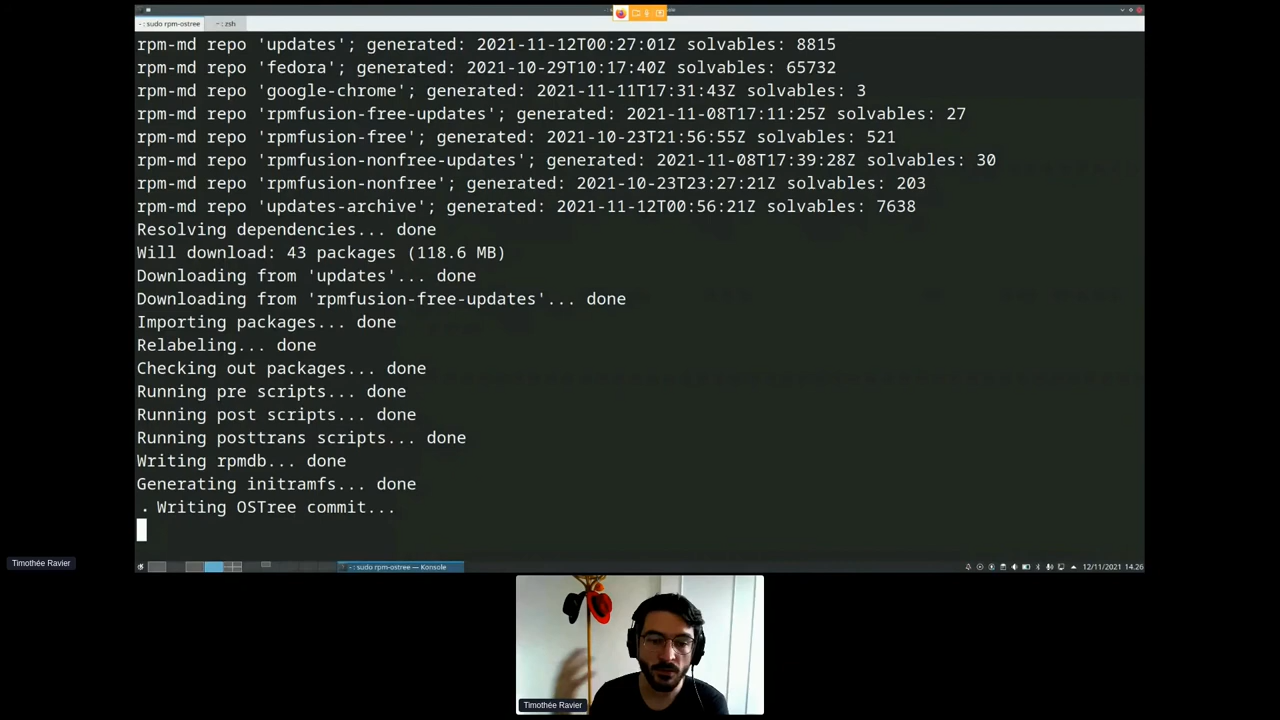 - : sudo rpm-ostree
~ : zsh
rpm-md repo 'updates'; generated: 2021-11-12T00:27:01Z solvables: 8815
rpm-md repo 'fedora'; generated: 2021-10-29T10:17:40Z solvables: 65732
rpm-md repo 'google-chrome'; generated: 2021-11-11T17:31:43Z solvables: 3
rpm-md repo 'rpmfusion-free-updates'; generated: 2021-11-08T17:11:25Z solvables: 27
rpm-md repo 'rpmfusion-free'; generated: 2021-10-23T21:56:55Z solvables: 521
rpm-md repo 'rpmfusion-nonfree-updates'; generated: 2021-11-08T17:39:28Z solvables: 30
rpm-md repo 'rpmfusion-nonfree'; generated: 2021-10-23T23:27:21Z solvables: 203
rpm-md repo 'updates-archive'; generated: 2021-11-12T00:56:21Z solvables: 7638
Resolving dependencies... done
Will download: 43 packages (118.6 MB)
Downloading from 'updates'... done
Downloading from 'rpmfusion-free-updates'... done
Importing packages... done
Relabeling... done
Checking out packages... done
Running pre scripts... done
Running post scripts... done
Running posttrans scripts... done
Writing rpmdb... done
Generating initramfs... done
. Writing OSTree commit...
- : sudo rpm-ostree — Konsole
12/11/2021 14.26
Timothée Ravier
Timothée Ravier